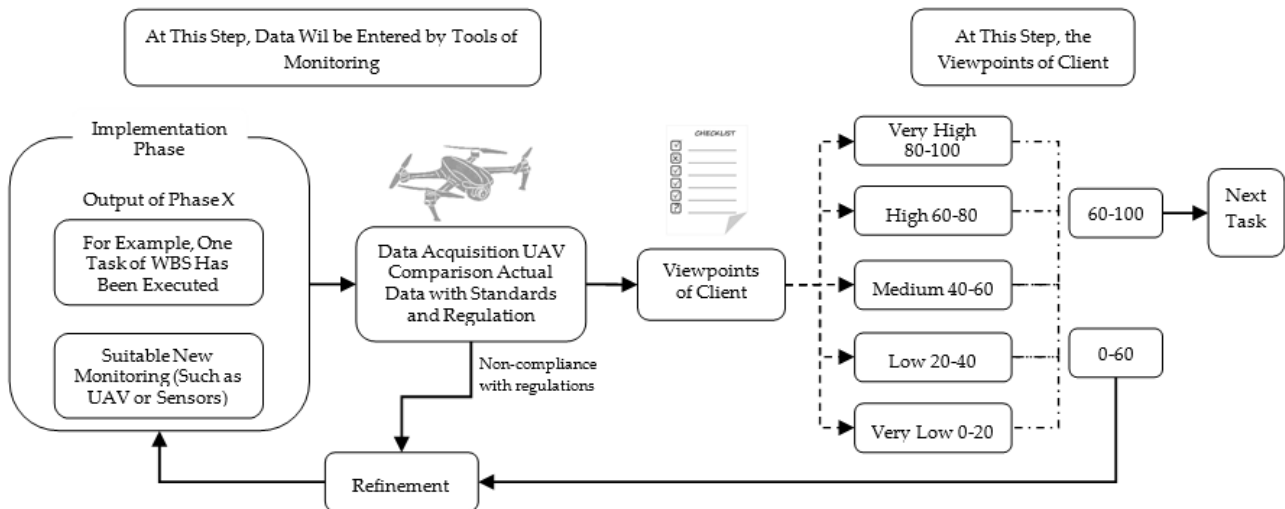 At This Step, Data Wil be Entered by Tools of
Monitoring
At This Step, the
Viewpoints of Client
Implementation
Phase
Output of Phase X
For Example, One
Task of WBS Has
Been Executed
Suitable New
Monitoring (Such as
UAV or Sensors)
Data Acquisition UAV
Comparison Actual
Data with Standards
and Regulation
Non-compliance
with regulations
Refinement
CHECKLIST
Viewpoints
of Client
Very High
80-100
High 60-80
Medium 40-60
Low 20-40
Very Low 0-20
60-100
0-60
Next
Task